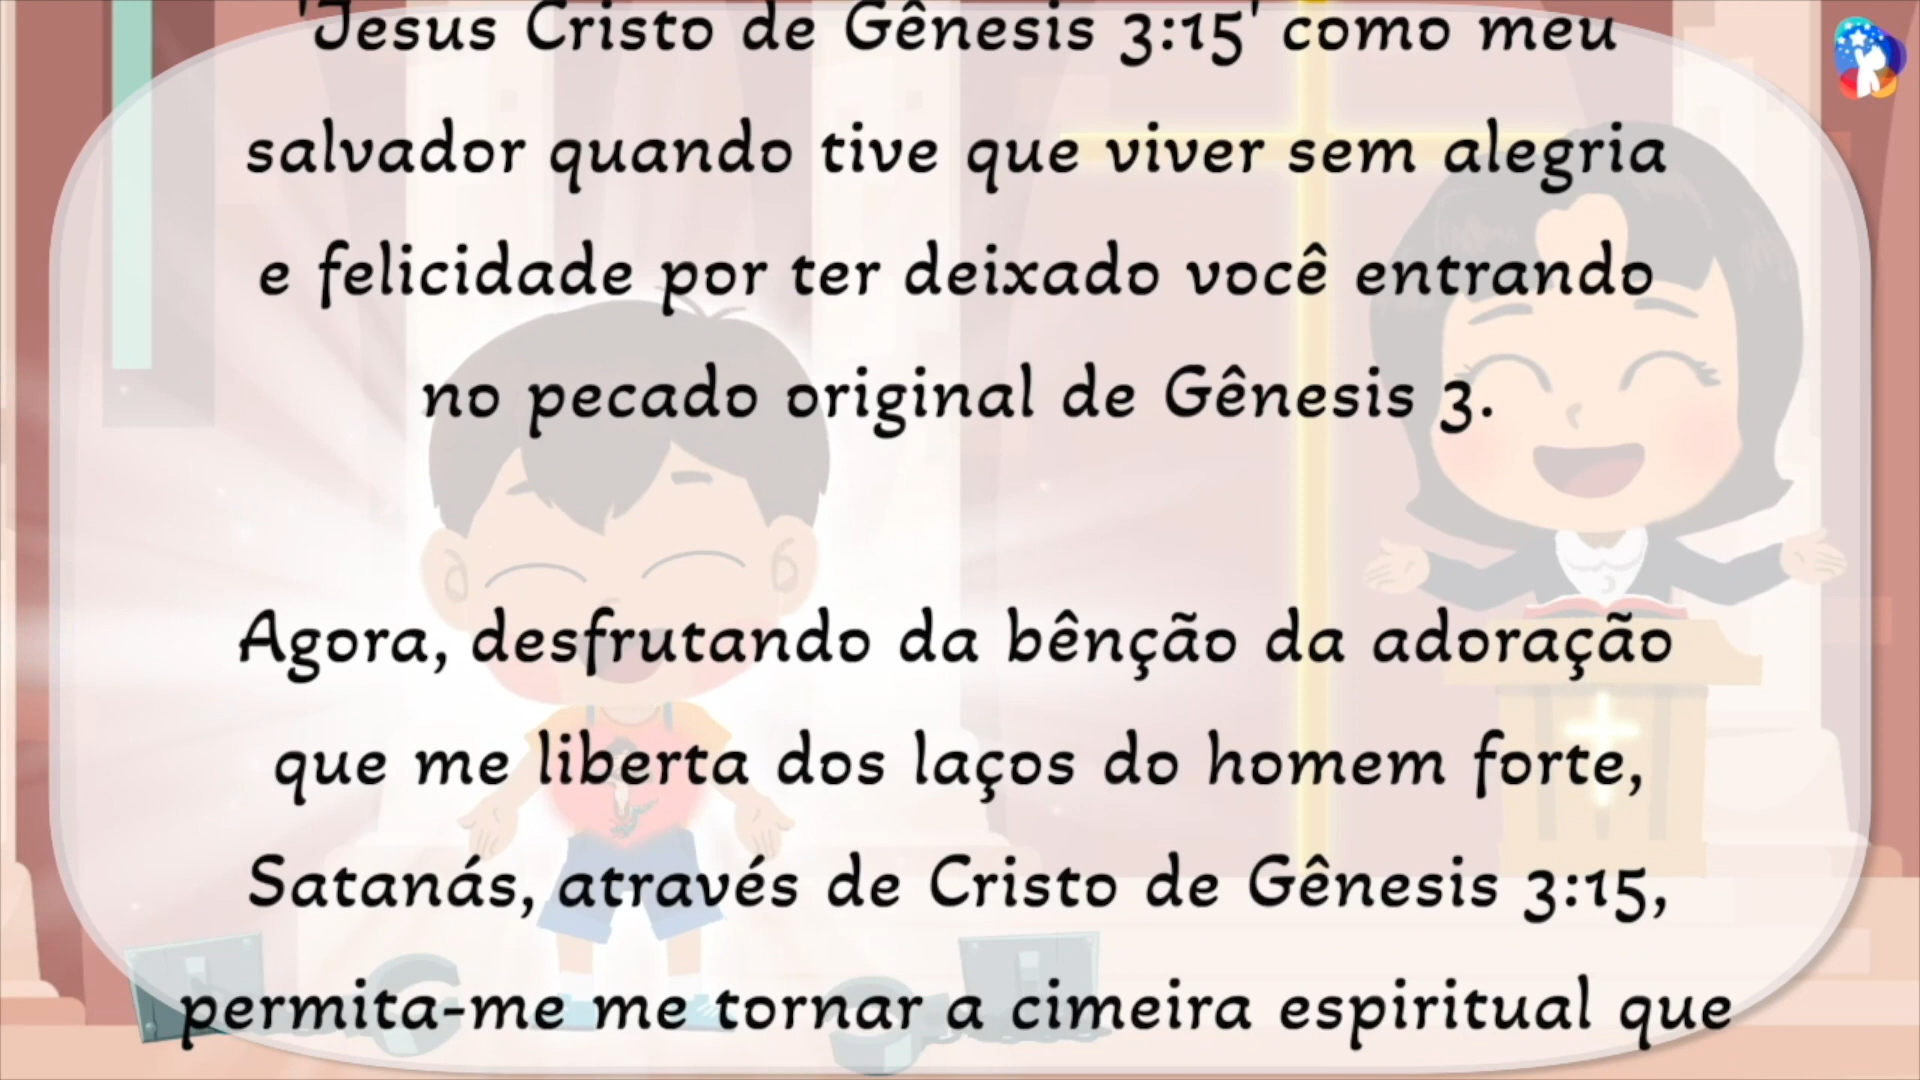 'Jesus Cristo de Gênesis 3:15' como meu
salvador quando tive que viver sem alegria
e felicidade por ter deixado você entrando
no pecado original de Gênesis 3.
Agora, desfrutando da bênção da adoração
que me liberta dos laços do homem forte,
Satanás, através de Cristo de Gênesis 3:15,
permita-me me tornar a cimeira espiritual que